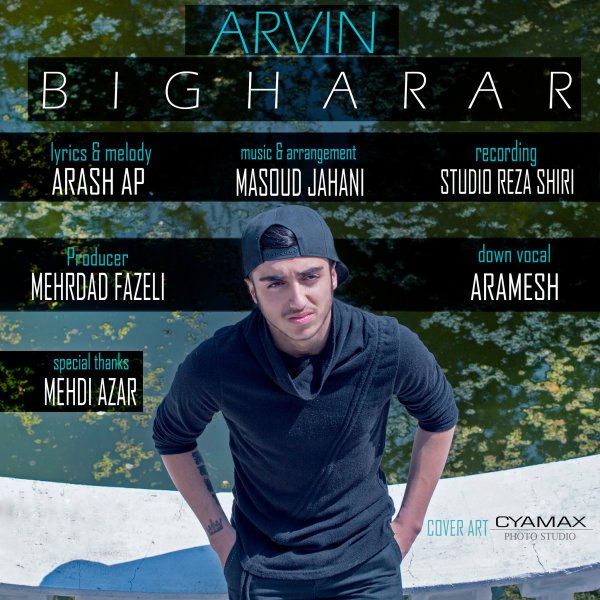 ARVIN
BIGHARAR
lyrics & melody
ARASH AP
music & arrangement
MASOUD JAHANI
recording
STUDIO REZA SHIRI
Producer
MEHRDAD FAZELI
down vocal
ARAMESH
special thanks
MEHDI AZAR
COVER ART CYAMAX
PHOTO STUDIO